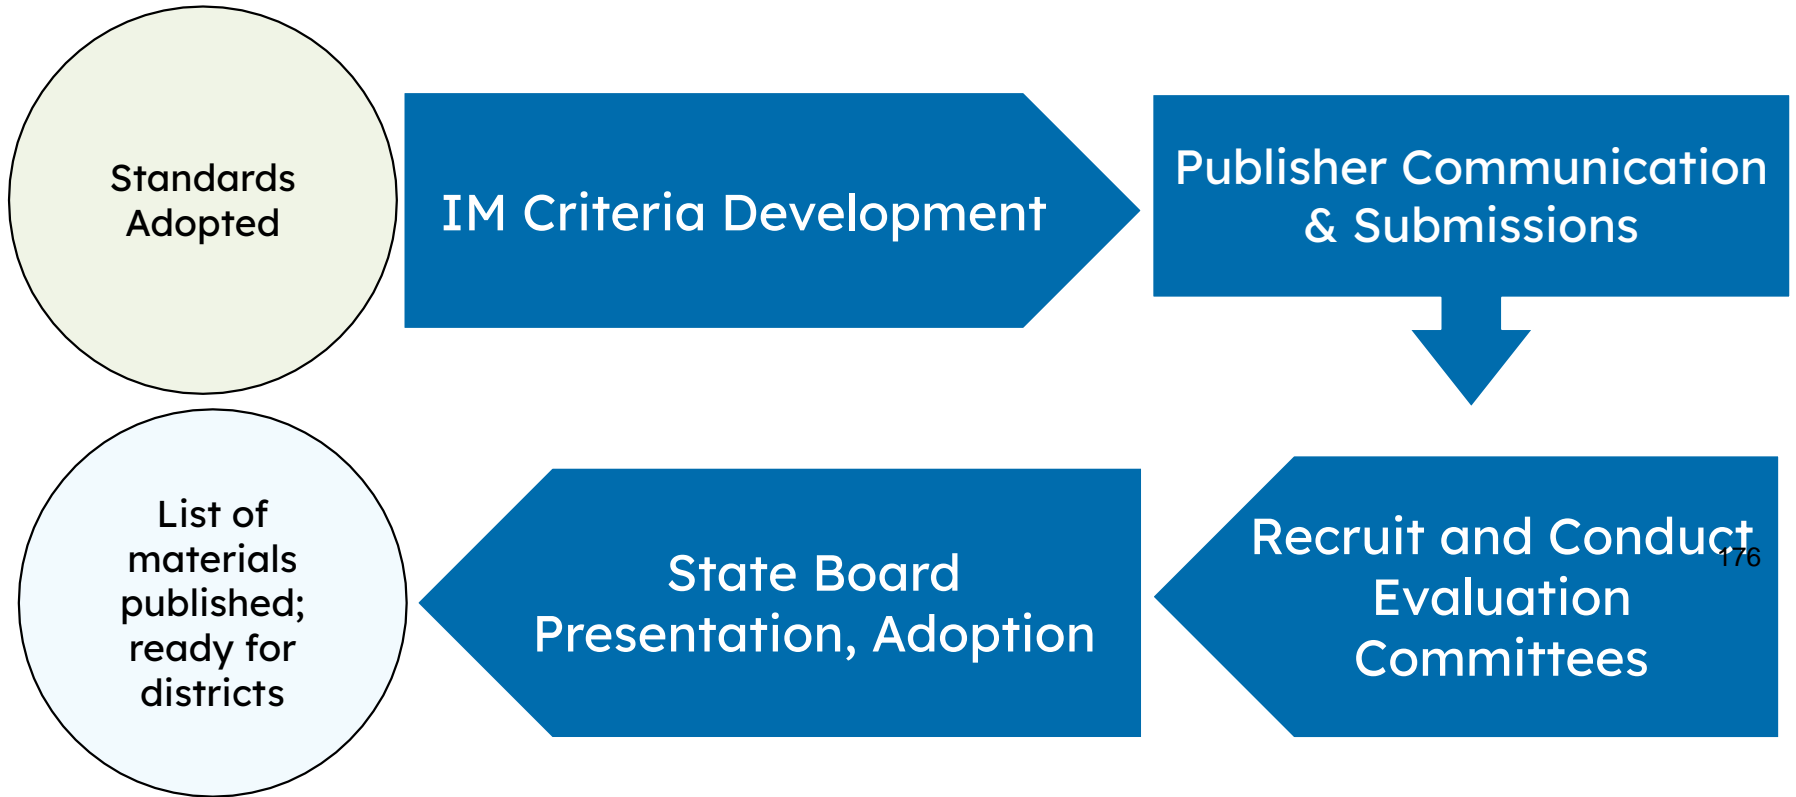 Standards
Adopted
IM Criteria Development
Publisher Communication
& Submissions
Recruit and Conduct
176
Evaluation
Committees
State Board
Presentation, Adoption
List of
materials
published;
ready for
districts